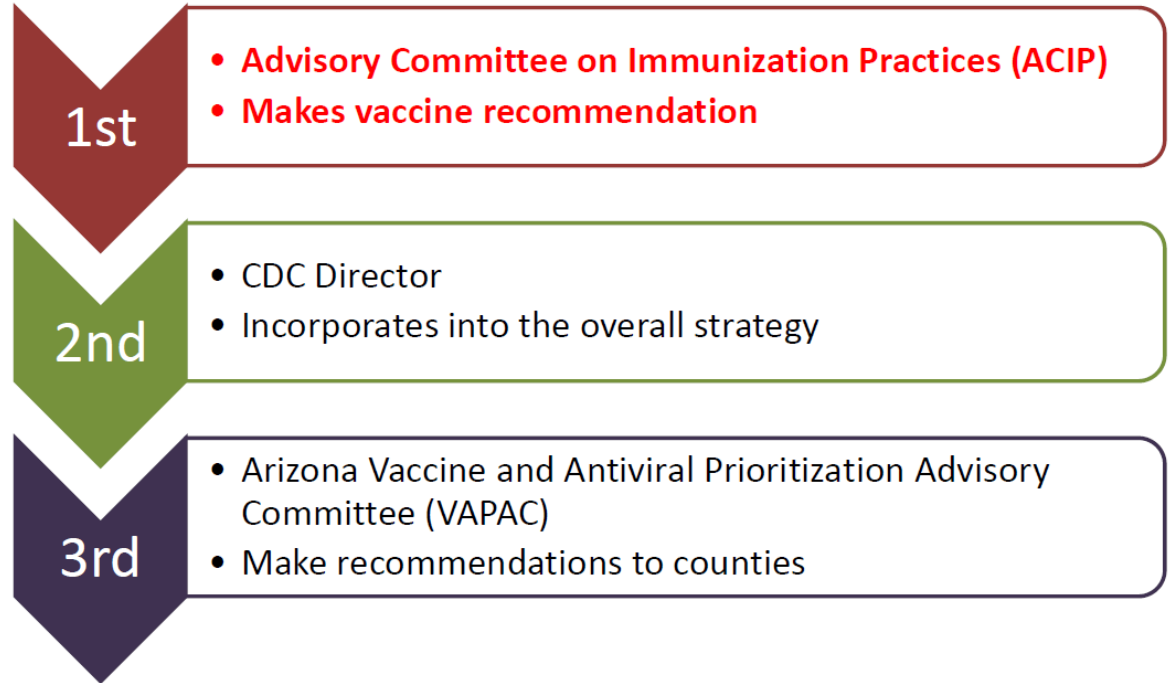 1st
• Advisory Committee on Immunization Practices (ACIP)
• Makes vaccine recommendation
2nd
• CDC Director
• Incorporates into the overall strategy
3rd
• Arizona Vaccine and Antiviral Prioritization Advisory
Committee (VAPAC)
• Make recommendations to counties